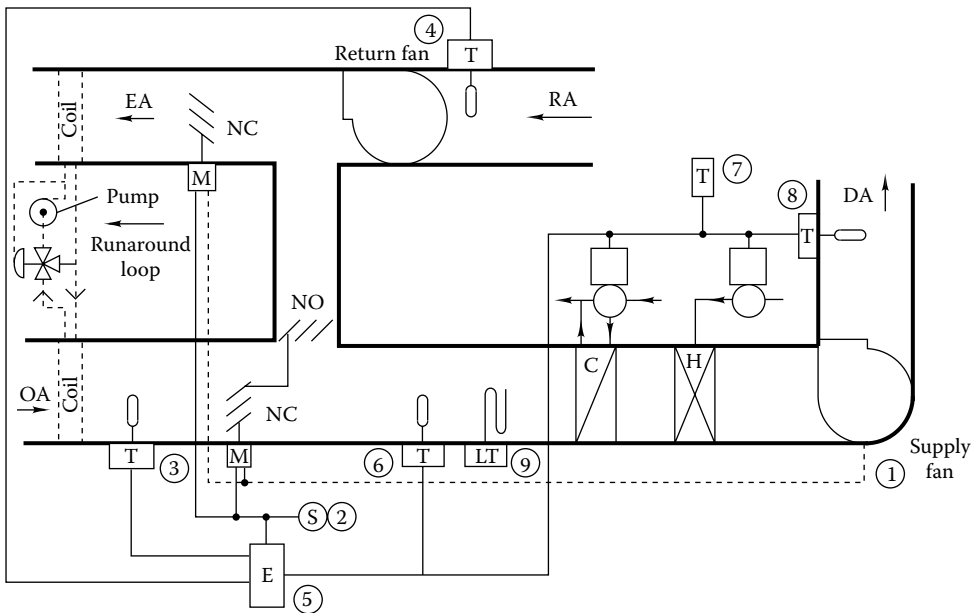 4
Return fan
T
Coil
EA
NC
RA
M
T
7
8
Pump
DA
T
Runaround
loop
NO
C
H
OA
Coil
NC
T
3
M
6
T
LT
9
1
Supply
fan
S
2
E
5